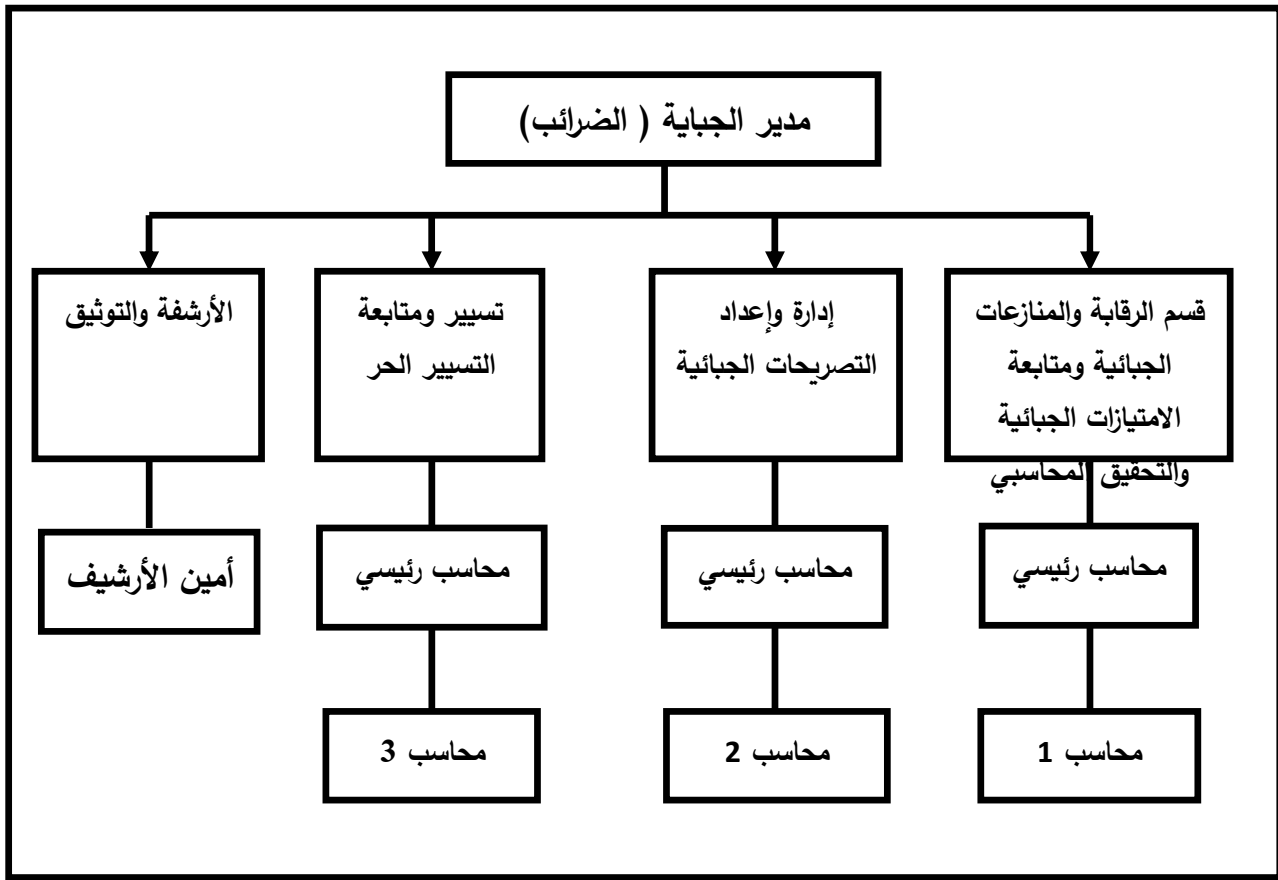 مدير الجباية ( الضرائب)
قسم الرقابة والمنازعات
الجبائية ومتابعة
الامتيازات الجبائية
والتحقيق المحاسبي
إدارة وإعداد
التصريحات الجبائية
تسيير ومتابعة
التسيير الحر
الأرشفة والتوثيق
محاسب رئيسي
محاسب رئيسي
محاسب رئيسي
أمين الأرشيف
محاسب 1
محاسب 2
محاسب 3